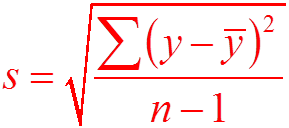 s = √(∑(y − y̅)² / (n − 1))